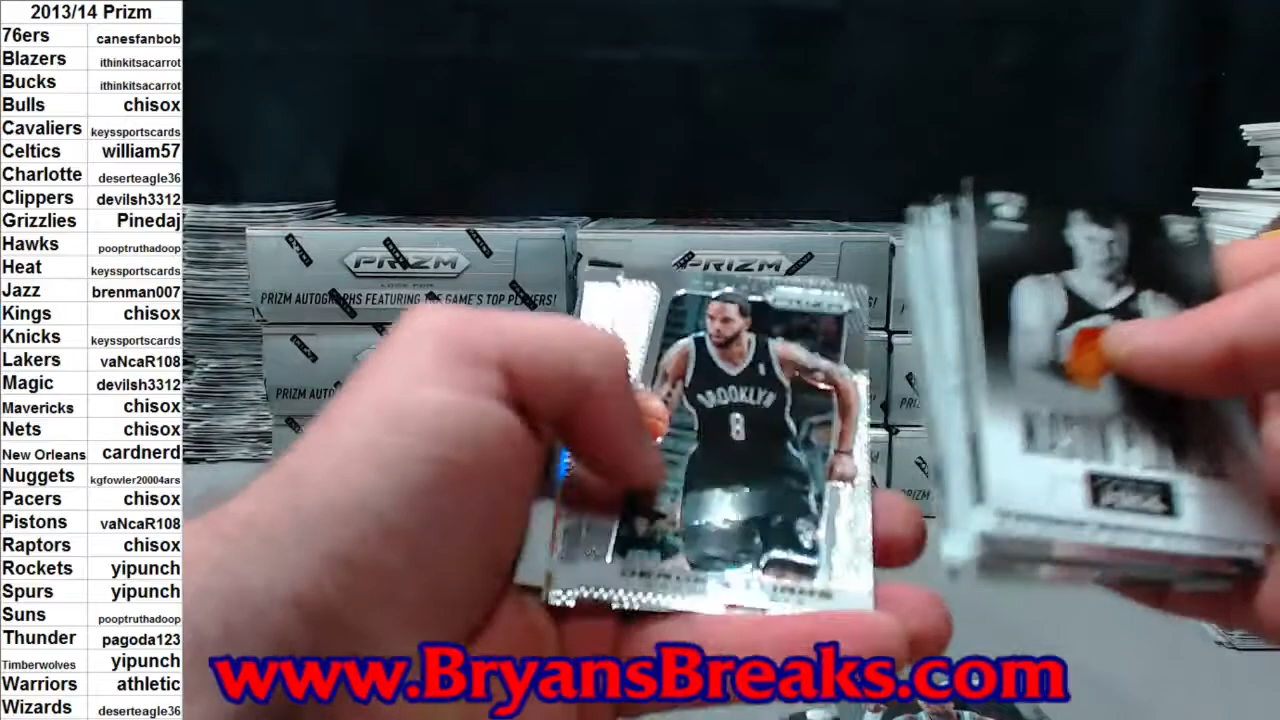 2013/14 Prizm
76ers canesfanbob
Blazers ithinkitsacarrot
Bucks ithinkitsacarrot
Bulls chisox
Cavaliers keyssportscards
Celtics william57
Charlotte deserteagle36
Clippers devilsh3312
Grizzlies Pinedaj
Hawks pooptruthadoop
Heat keyssportscards
Jazz brenman007
Kings chisox
Knicks keyssportscards
Lakers vaNcaR108
Magic devilsh3312
Mavericks chisox
Nets chisox
New Orleans cardnerd
Nuggets kgfowler20004ars
Pacers chisox
Pistons vaNcaR108
Raptors chisox
Rockets yipunch
Spurs yipunch
Suns pooptruthadoop
Thunder pagoda123
Timberwolves yipunch
Warriors athletic
Wizards deserteagle36
PRIZM
LOOK FOR
PRIZM AUTOGRAPHS FEATURING THE GAME'S TOP PLAYERS!
PRIZM
PRIZM AUTO
BROOKLYN
8
www.BryansBreaks.com